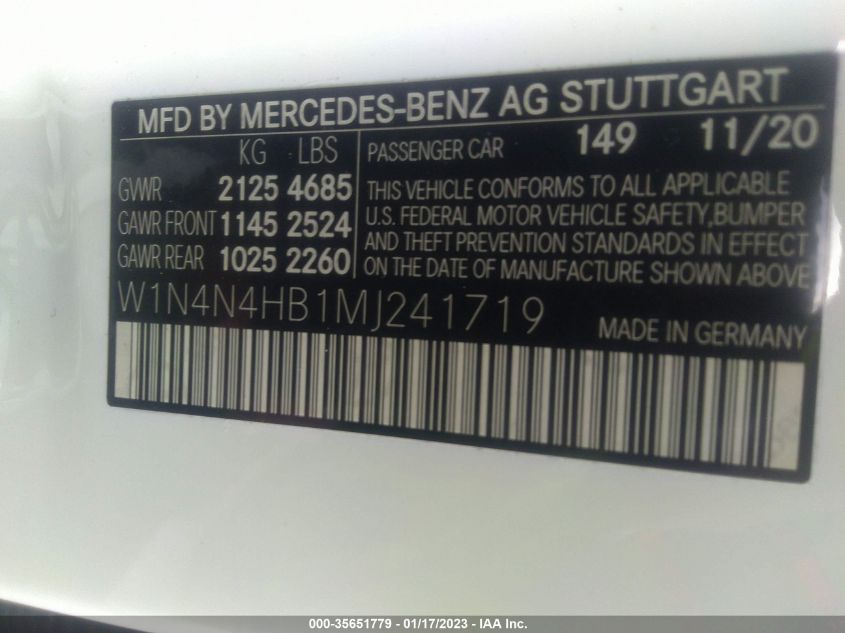 MFD BY MERCEDES-BENZ AG STUTTGART
KG LBS
GVWR 2125 4685
GAWR FRONT 1145 2524
GAWR REAR 1025 2260
PASSENGER CAR 149 11/20
THIS VEHICLE CONFORMS TO ALL APPLICABLE
U.S. FEDERAL MOTOR VEHICLE SAFETY,BUMPER
AND THEFT PREVENTION STANDARDS IN EFFECT
ON THE DATE OF MANUFACTURE SHOWN ABOVE
W1N4N4HB1MJ241719
MADE IN GERMANY
000-35651779 - 01/17/2023 - IAA Inc.